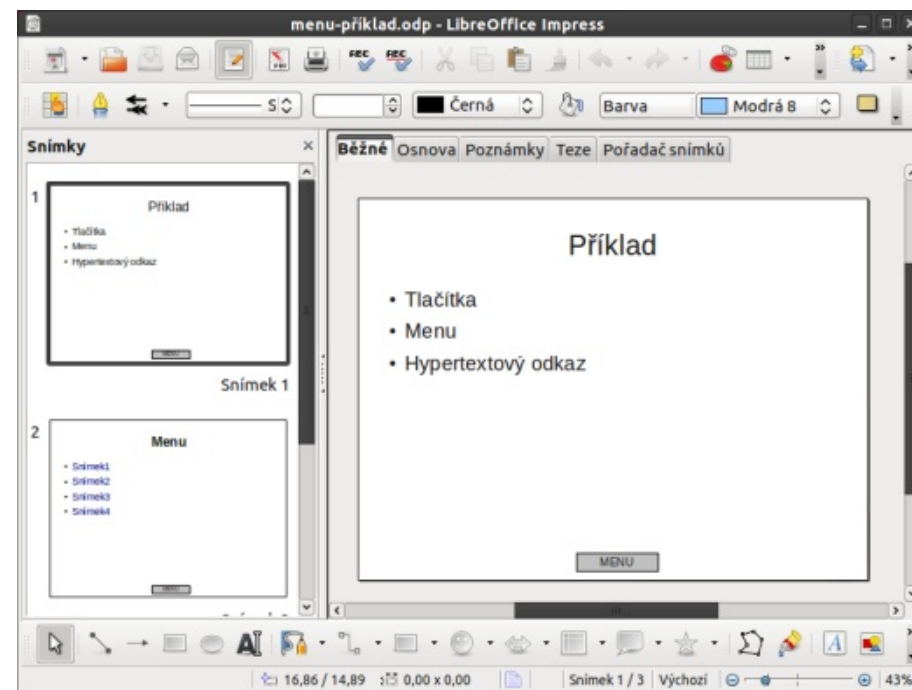 menu-příklad.odp - LibreOffice Impress
Černá
Barva
Modrá 8
Snímky
Běžné Osnova Poznámky Teze Pořadač snímků
1
Příklad
Tlačítka
Menu
Hypertextový odkaz
MENU
Snímek 1
2
Menu
Snímek1
Snímek2
Snímek3
Snímek4
MENU
Příklad
• Tlačítka
• Menu
• Hypertextový odkaz
MENU
16,86 / 14,89 0,00 x 0,00 Snímek 1 / 3 Výchozí 43%